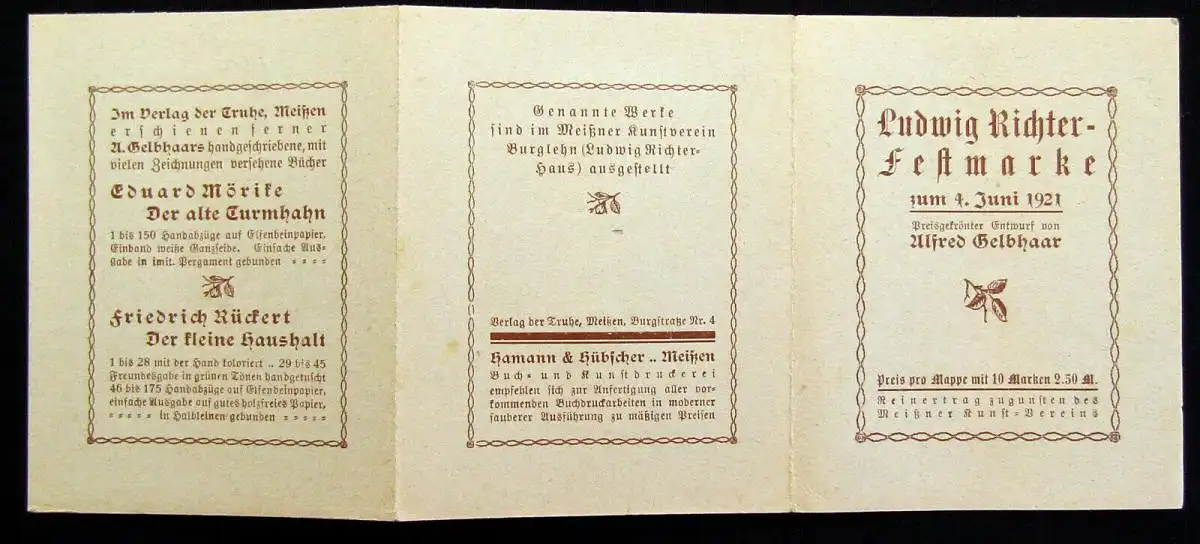 Im Verlag der Truhe, Meißen
erschienen ferner
A. Gelbhaars handgeschriebene, mit
vielen Zeichnungen versehene Bücher
Eduard Mörike
Der alte Turmhahn
1 bis 150 Handabzüge auf Elfenbeinpapier,
Einband weiße Ganzseide. Einfache Aus-
gabe in imit. Pergament gebunden
Friedrich Rückert
Der kleine Haushalt
1 bis 28 mit der Hand koloriert .. 29 bis 45
Freundesgabe in grünen Tönen handgetuscht
46 bis 175 Handabzüge auf Elfenbeinpapier,
einfache Ausgabe auf gutes holzfreies Papier,
in Halbleinen gebunden
Genannte Werke
sind im Meißner Kunstverein
Burglehn (Ludwig Richter-
Haus) ausgestellt
Verlag der Truhe, Meißen, Burgstraße Nr. 4
Hamann & Hübscher .. Meißen
Buch- und Kunstdruckerei
empfehlen sich zur Anfertigung aller vor-
kommenden Buchdruckarbeiten in moderner
sauberer Ausführung zu mäßigen Preisen
Ludwig Richter-
Festmarke
zum 4. Juni 1921
Preisgekrönter Entwurf von
Alfred Gelbhaar
Preis pro Mappe mit 10 Marken 2.50 M.
Reinertrag zugunsten des
Meißner Kunst-Vereins